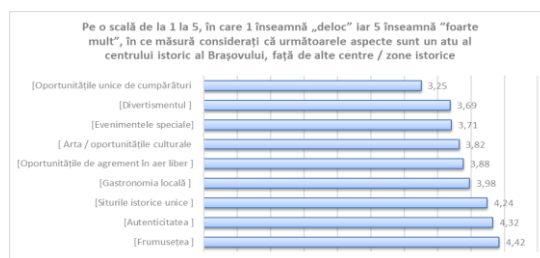 Pe o scală de la 1 la 5, în care 1 înseamnă „deloc” iar 5 înseamnă “foarte
mult”, în ce măsură considerați că următoarele aspecte sunt un atu al
centrului istoric al Brașovului, față de alte centre / zone istorice
[Oportunitățile unice de cumpărături 3,25
[Divertismentul ] 3,69
[Evenimentele speciale] 3,71
[ Arta / oportunitățile culturale 3,82
[Oportunitățile de agrement în aer liber ] 3,88
[Gastronomia locală ] 3,98
[Siturile istorice unice ] 4,24
[Autenticitatea ] 4,32
[Frumusețea ] 4,42